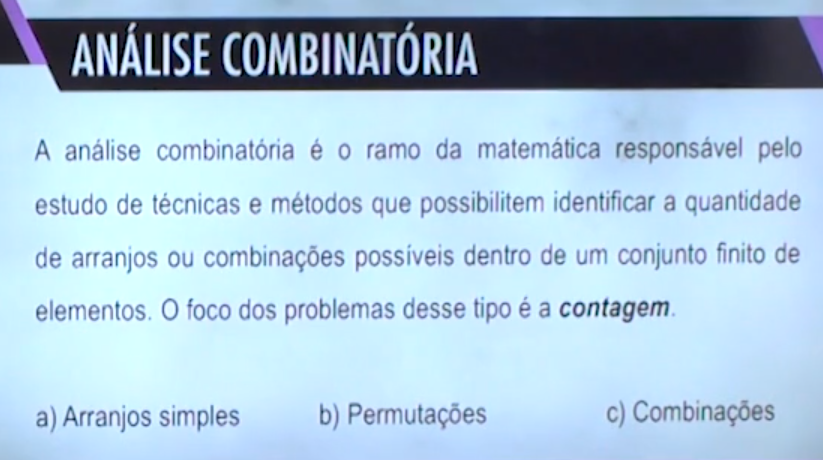 ANÁLISE COMBINATÓRIA
A análise combinatória é o ramo da matemática responsável pelo
estudo de técnicas e métodos que possibilitem identificar a quantidade
de arranjos ou combinações possíveis dentro de um conjunto finito de
elementos. O foco dos problemas desse tipo é a contagem.
a) Arranjos simples b) Permutações c) Combinações